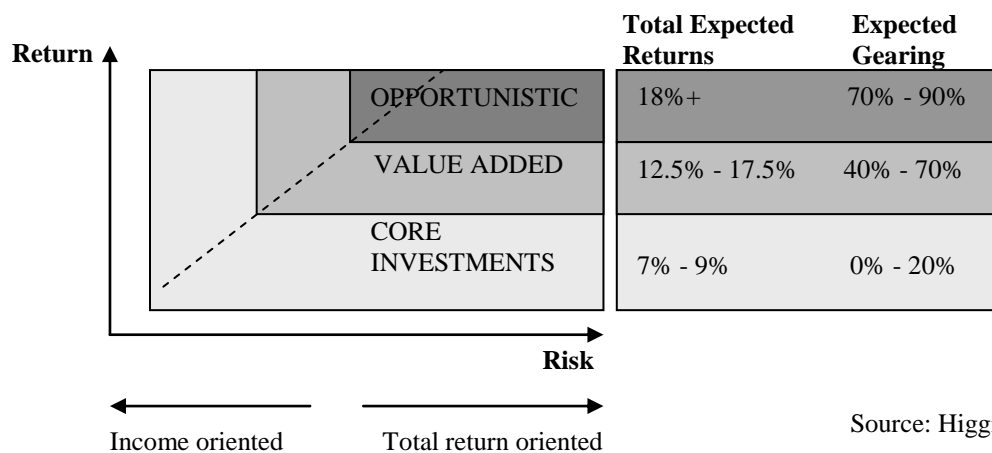 Total Expected Returns
Expected Gearing
Return
OPPORTUNISTIC
18%+
70% - 90%
VALUE ADDED
12.5% - 17.5%
40% - 70%
CORE
INVESTMENTS
7% - 9%
0% - 20%
Risk
Income oriented
Total return oriented
Source: Higg